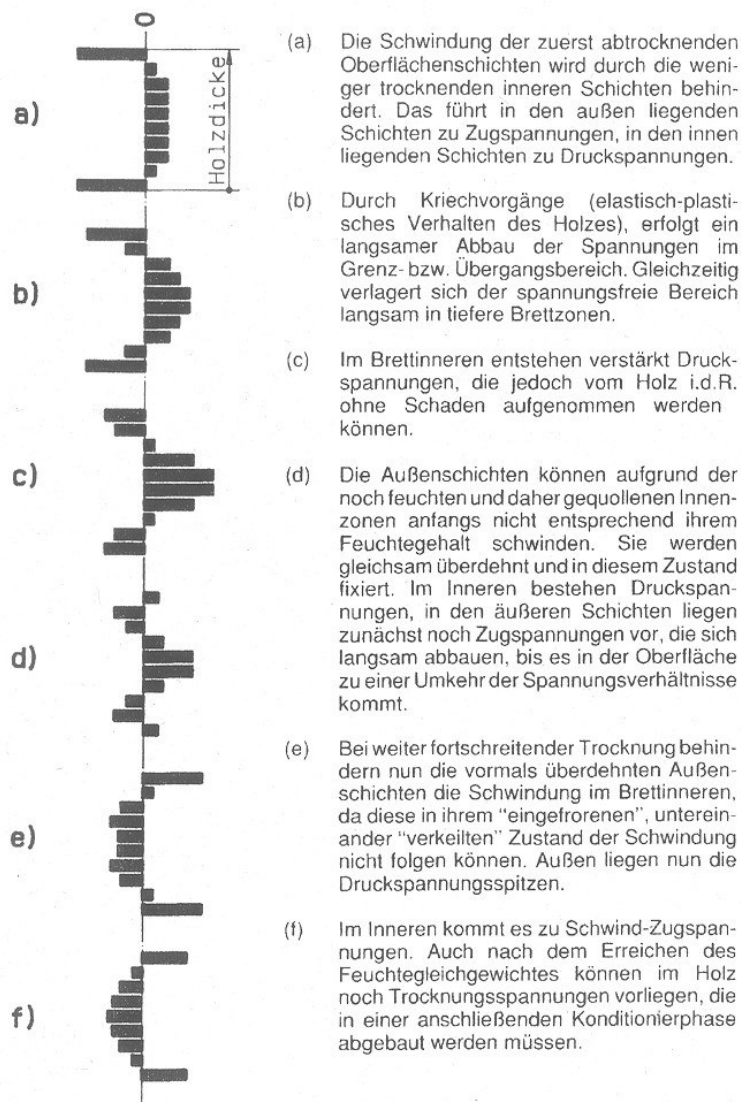 0
Holzdicke
a)
(a) Die Schwindung der zuerst abtrocknenden
Oberflächenschichten wird durch die weni-
ger trocknenden inneren Schichten behin-
dert. Das führt in den außen liegenden
Schichten zu Zugspannungen, in den innen
liegenden Schichten zu Druckspannungen.
b)
(b) Durch Kriechvorgänge (elastisch-plasti-
sches Verhalten des Holzes), erfolgt ein
langsamer Abbau der Spannungen im
Grenz- bzw. Übergangsbereich. Gleichzeitig
verlagert sich der spannungsfreie Bereich
langsam in tiefere Brettzonen.
c)
(c) Im Brettinneren entstehen verstärkt Druck-
spannungen, die jedoch vom Holz i.d.R.
ohne Schaden aufgenommen werden
können.
d)
(d) Die Außenschichten können aufgrund der
noch feuchten und daher gequollenen Innen-
zonen anfangs nicht entsprechend ihrem
Feuchtegehalt schwinden. Sie werden
gleichsam überdehnt und in diesem Zustand
fixiert. Im Inneren bestehen Druckspan-
nungen, in den äußeren Schichten liegen
zunächst noch Zugspannungen vor, die sich
langsam abbauen, bis es in der Oberfläche
zu einer Umkehr der Spannungsverhältnisse
kommt.
e)
(e) Bei weiter fortschreitender Trocknung behin-
dern nun die vormals überdehnten Außen-
schichten die Schwindung im Brettinneren,
da diese in ihrem "eingefrorenen", unterein-
ander "verkeilten" Zustand der Schwindung
nicht folgen können. Außen liegen nun die
Druckspannungsspitzen.
f)
(f) Im Inneren kommt es zu Schwind-Zugspan-
nungen. Auch nach dem Erreichen des
Feuchtegleichgewichtes können im Holz
noch Trocknungsspannungen vorliegen, die
in einer anschließenden Konditionierphase
abgebaut werden müssen.